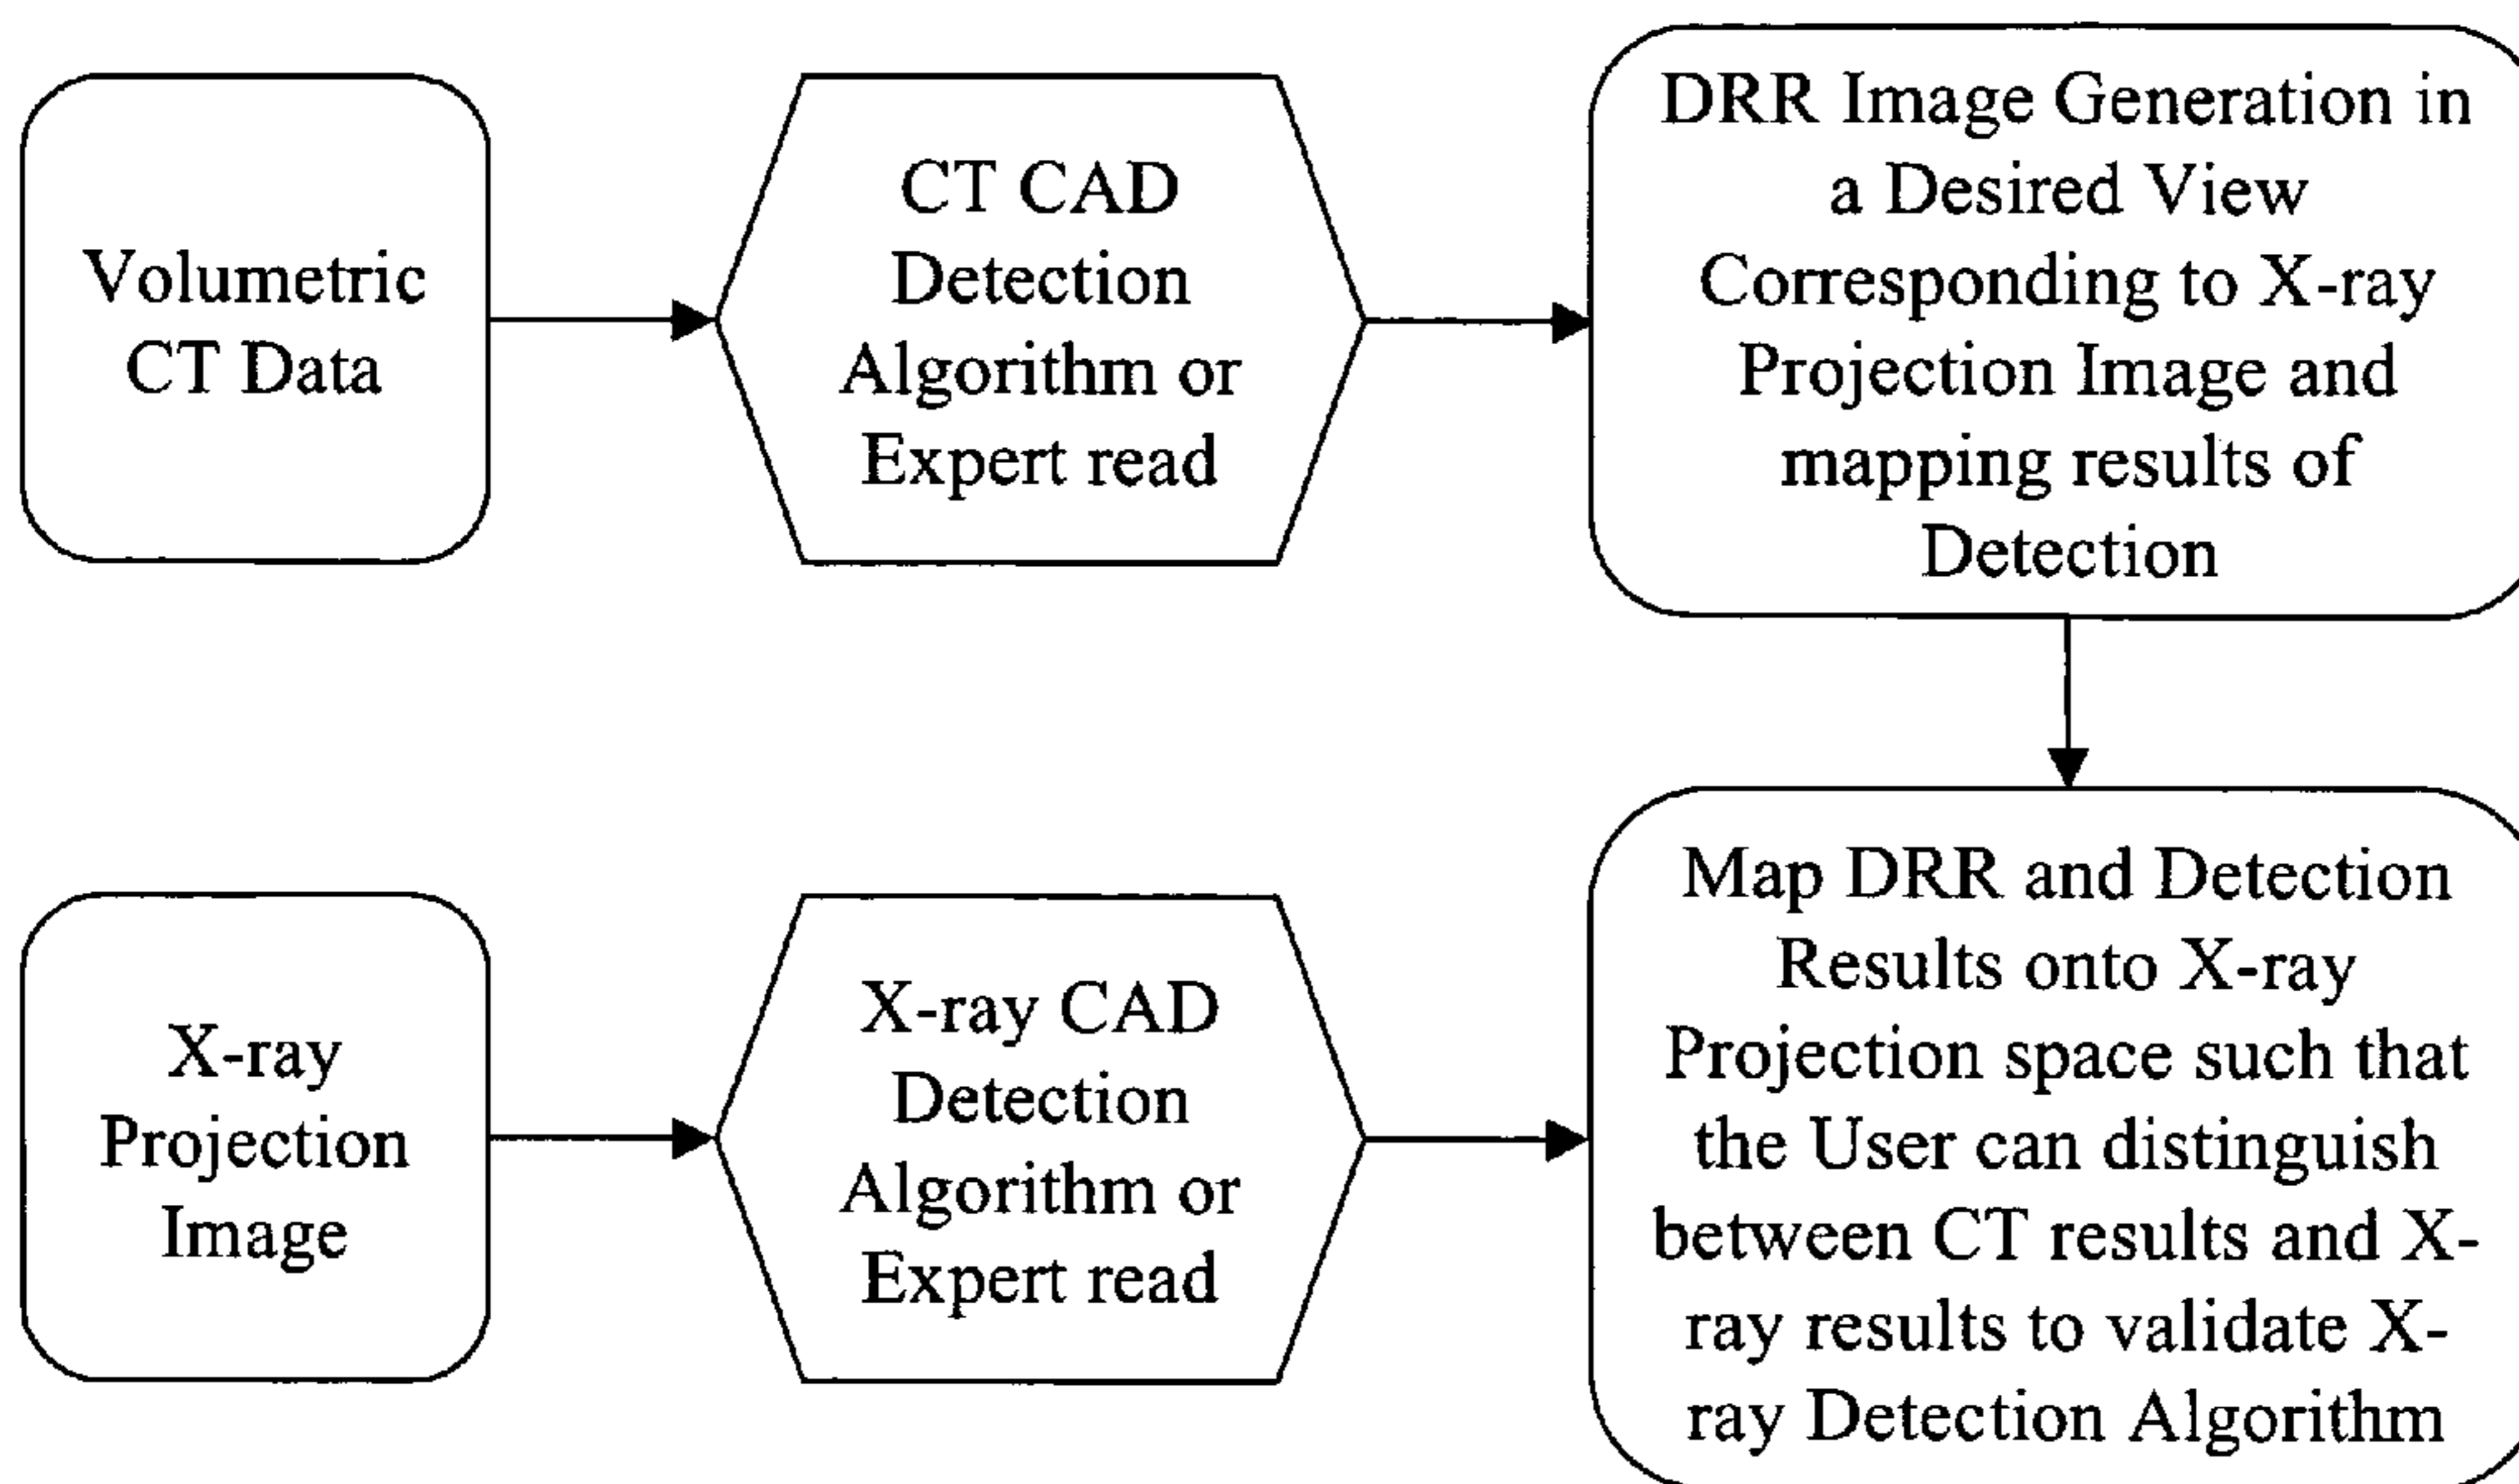 Volumetric
CT Data
CT CAD
Detection
Algorithm or
Expert read
DRR Image Generation in
a Desired View
Corresponding to X-ray
Projection Image and
mapping results of
Detection
X-ray
Projection
Image
X-ray CAD
Detection
Algorithm or
Expert read
Map DRR and Detection
Results onto X-ray
Projection space such that
the User can distinguish
between CT results and X-
ray results to validate X-
ray Detection Algorithm